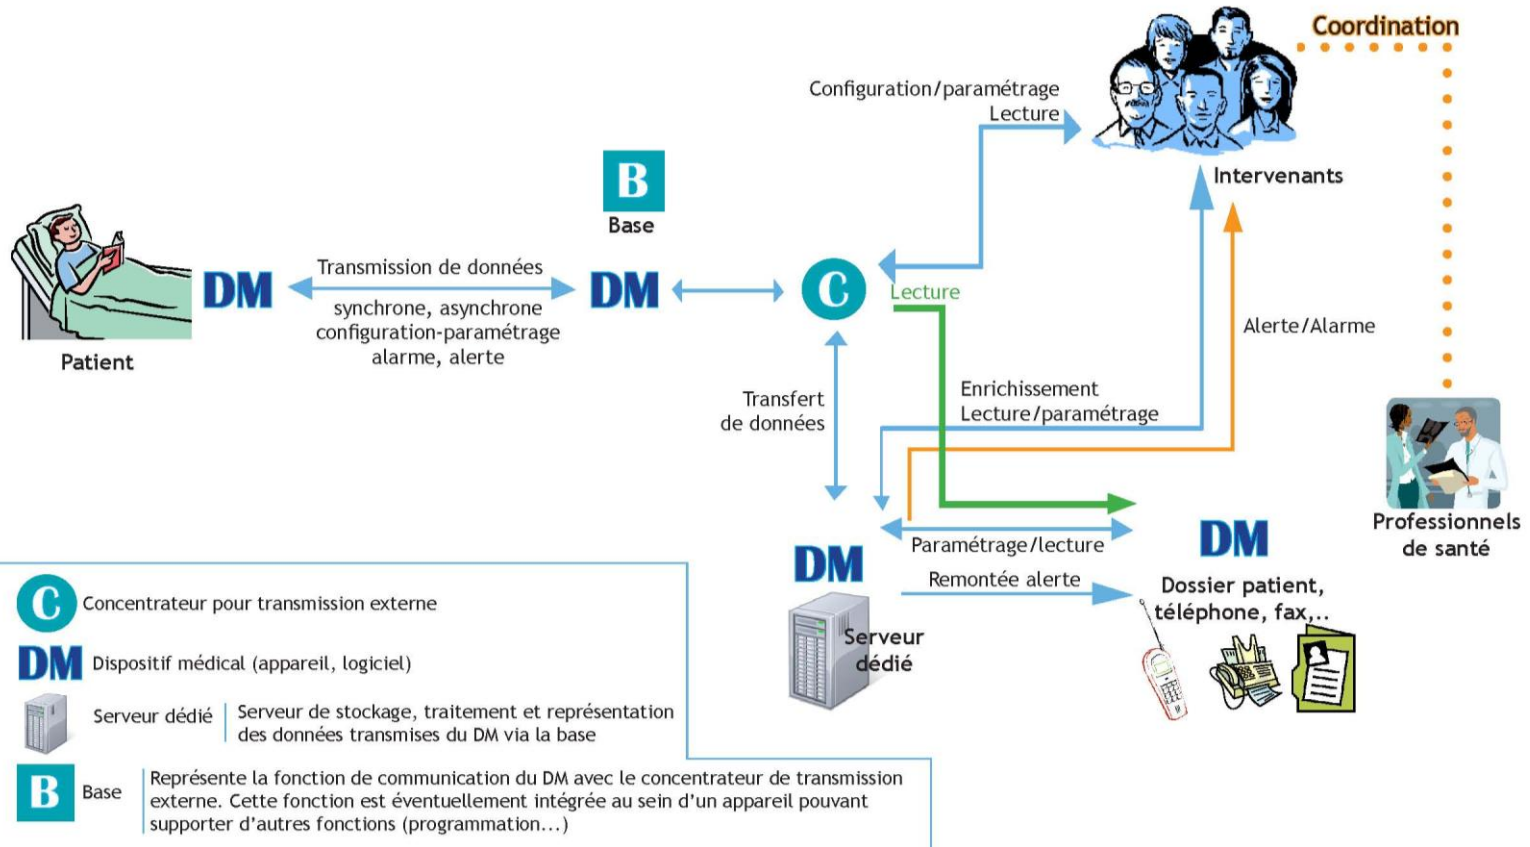 Coordination
Configuration/paramétrage
Lecture
Intervenants
B
Base
DM
Transmission de données
synchrone, asynchrone
configuration-paramétrage
alarme, alerte
DM
C
Lecture
Patient
Alerte/Alarme
Transfert
de données
Enrichissement
Lecture/paramétrage
Professionnels
de santé
DM
Serveur
dédié
Paramétrage/lecture
Remontée alerte
DM
Dossier patient,
téléphone, fax,..
C Concentrateur pour transmission externe
DM Dispositif médical (appareil, logiciel)
Serveur dédié
Serveur de stockage, traitement et représentation
des données transmises du DM via la base
B Base
Représente la fonction de communication du DM avec le concentrateur de transmission
externe. Cette fonction est éventuellement intégrée au sein d'un appareil pouvant
supporter d'autres fonctions (programmation...)